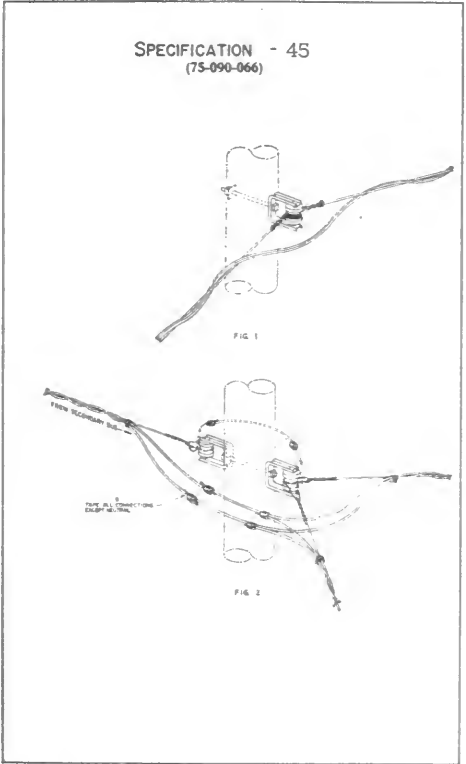 SPECIFICATION - 45
(75-090-066)
FIG. 1
FROM SECONDARY BUS
TAPE ALL CONNECTIONS
EXCEPT NEUTRAL
FIG. 2